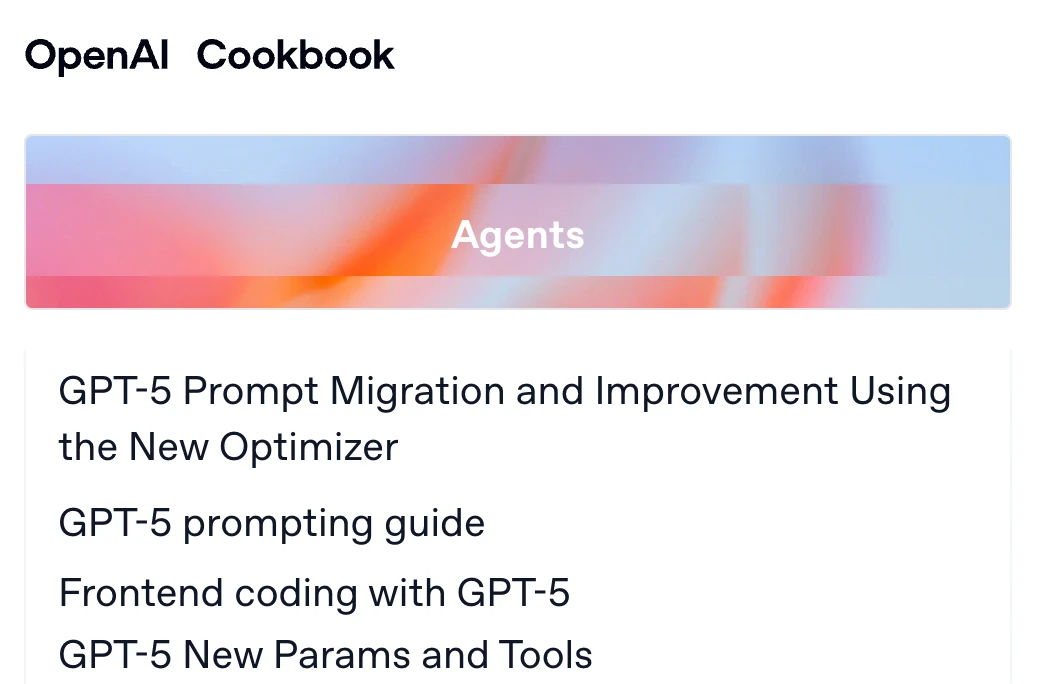 OpenAI Cookbook
Agents
GPT-5 Prompt Migration and Improvement Using
the New Optimizer
GPT-5 prompting guide
Frontend coding with GPT-5
GPT-5 New Params and Tools